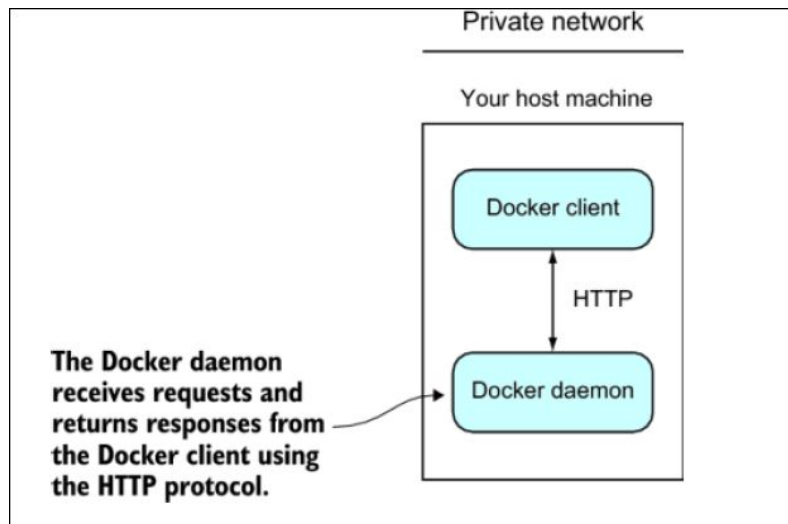 Private network
Your host machine
Docker client
HTTP
Docker daemon
The Docker daemon
receives requests and
returns responses from
the Docker client using
the HTTP protocol.